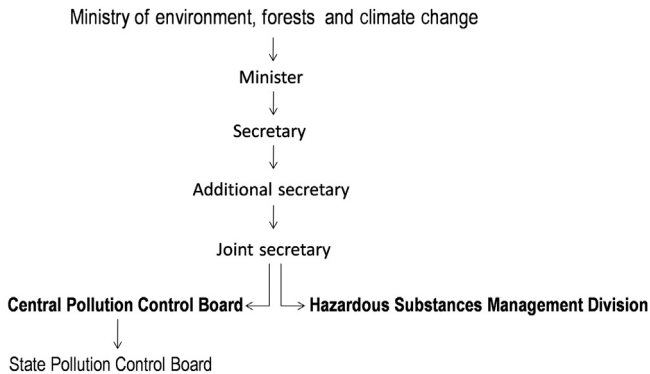 Ministry of environment, forests and climate change
Minister
Secretary
Additional secretary
Joint secretary
Central Pollution Control Board
Hazardous Substances Management Division
State Pollution Control Board